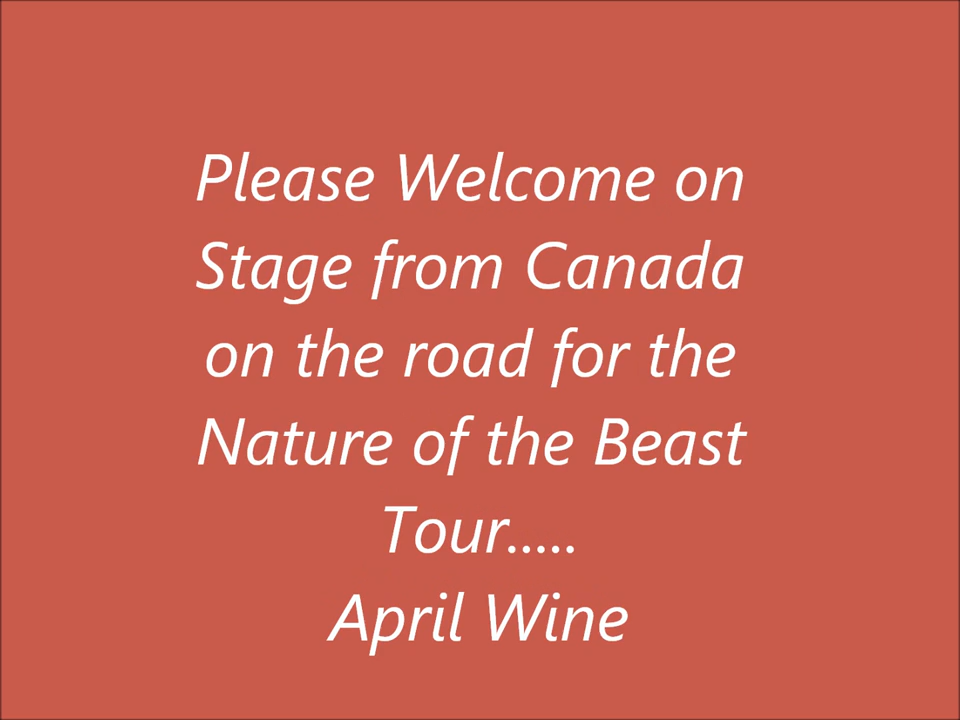 Please Welcome on
Stage from Canada
on the road for the
Nature of the Beast
Tour.....
April Wine